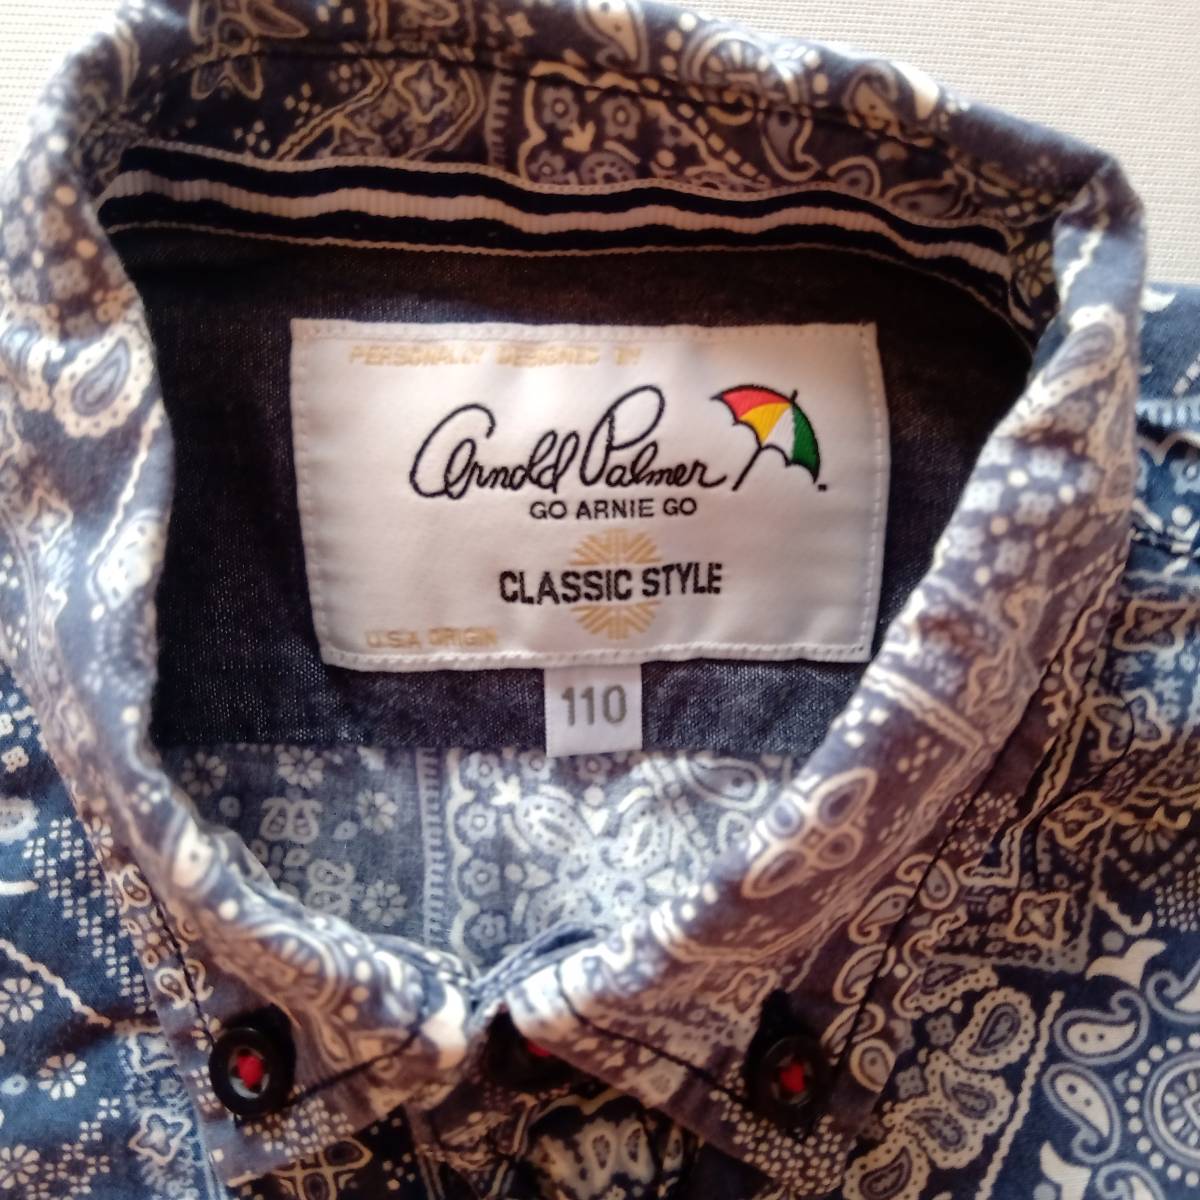 PERSONALLY DESIGNED BY
Arnold Palmer
GO ARNIE GO
CLASSIC STYLE
U.S.A ORIGIN
110